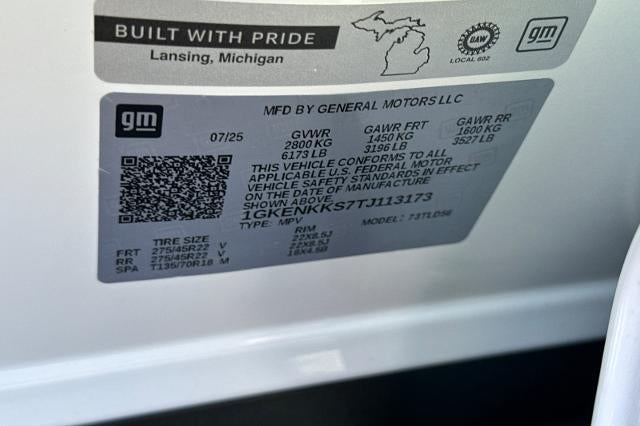 BUILT WITH PRIDE
Lansing, Michigan
UAW
LOCAL 602
gm
gm
MFD BY GENERAL MOTORS LLC
07/25 GVWR GAWR FRT GAWR RR
2800 KG 1450 KG 1600 KG
6173 LB 3196 LB 3527 LB
THIS VEHICLE CONFORMS TO ALL
APPLICABLE U.S. FEDERAL MOTOR
VEHICLE SAFETY STANDARDS IN EFFECT
ON THE DATE OF MANUFACTURE
SHOWN ABOVE.
1GKENKKS7TJ113173
TYPE: MPV MODEL: 73TLD56
TIRE SIZE RIM
FRT 275/45R22 V 22X8.5J
RR 275/45R22 V 22X8.5J
SPA T135/70R18 M 18X4.5B